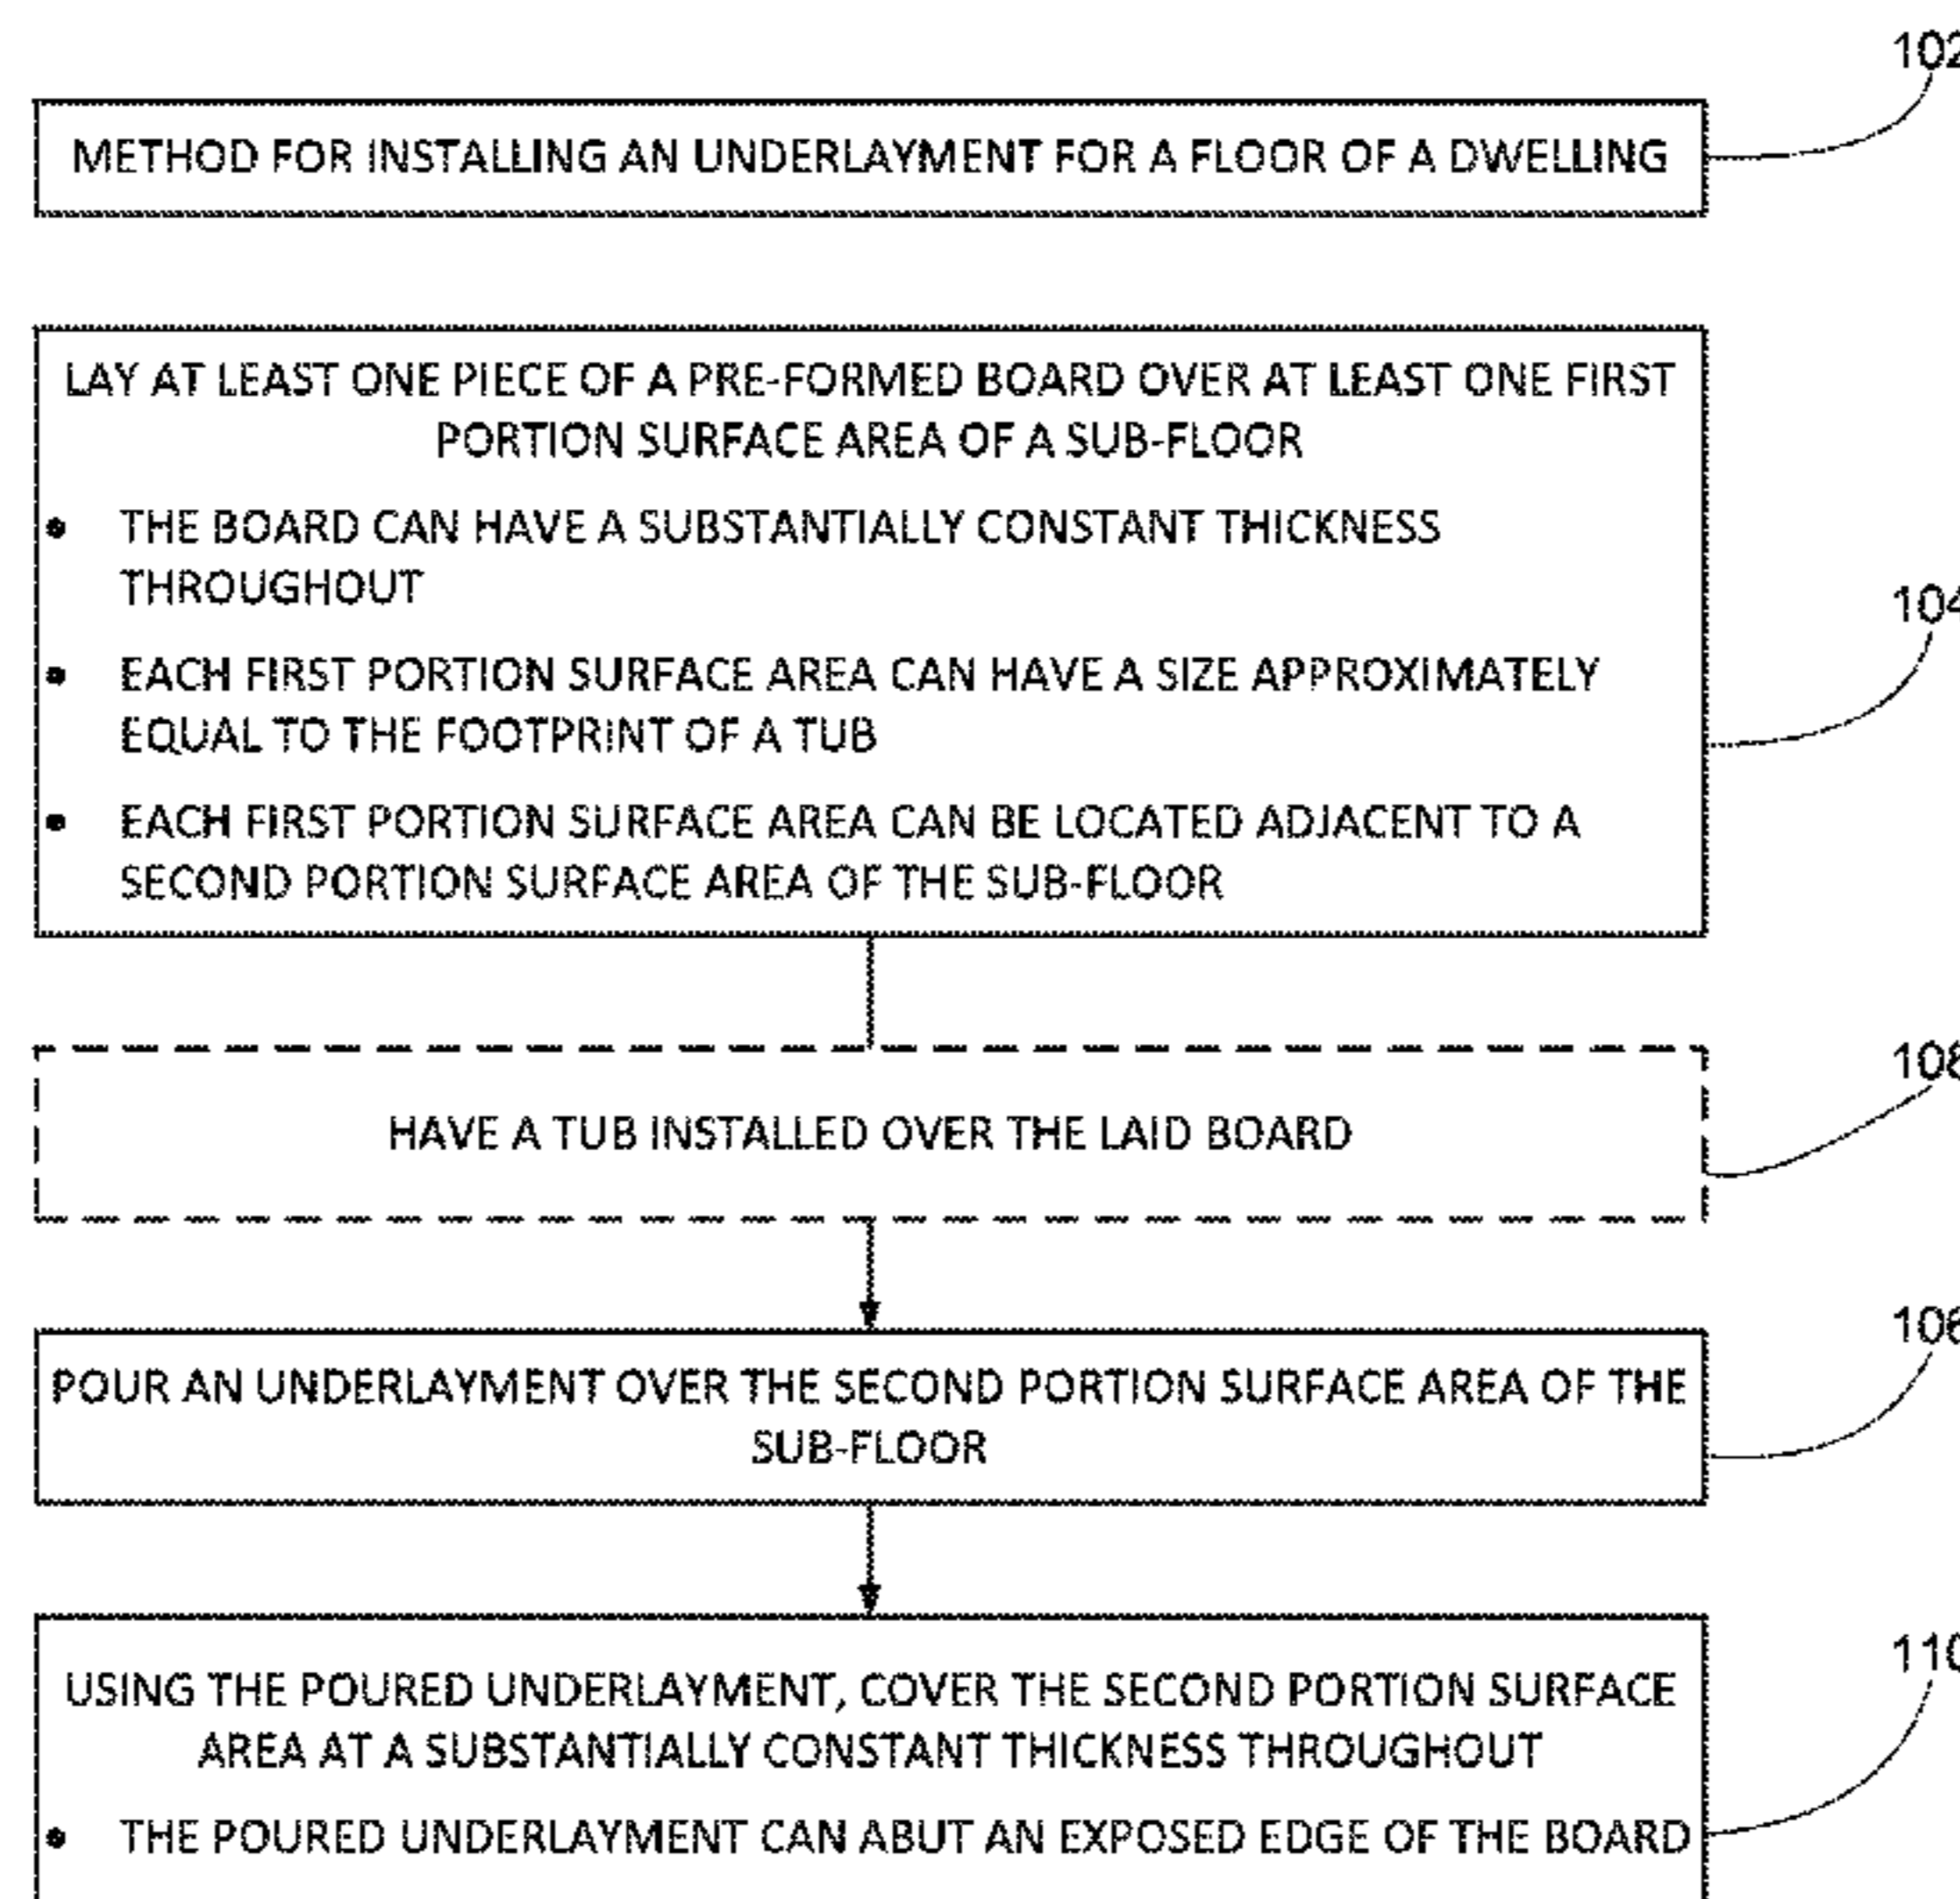 102
METHOD FOR INSTALLING AN UNDERLAYMENT FOR A FLOOR OF A DWELLING
LAY AT LEAST ONE PIECE OF A PRE-FORMED BOARD OVER AT LEAST ONE FIRST
PORTION SURFACE AREA OF A SUB-FLOOR
• THE BOARD CAN HAVE A SUBSTANTIALLY CONSTANT THICKNESS
THROUGHOUT
104
• EACH FIRST PORTION SURFACE AREA CAN HAVE A SIZE APPROXIMATELY
EQUAL TO THE FOOTPRINT OF A TUB
• EACH FIRST PORTION SURFACE AREA CAN BE LOCATED ADJACENT TO A
SECOND PORTION SURFACE AREA OF THE SUB-FLOOR
108
HAVE A TUB INSTALLED OVER THE LAID BOARD
106
POUR AN UNDERLAYMENT OVER THE SECOND PORTION SURFACE AREA OF THE
SUB-FLOOR
110
USING THE POURED UNDERLAYMENT, COVER THE SECOND PORTION SURFACE
AREA AT A SUBSTANTIALLY CONSTANT THICKNESS THROUGHOUT
• THE POURED UNDERLAYMENT CAN ABUT AN EXPOSED EDGE OF THE BOARD